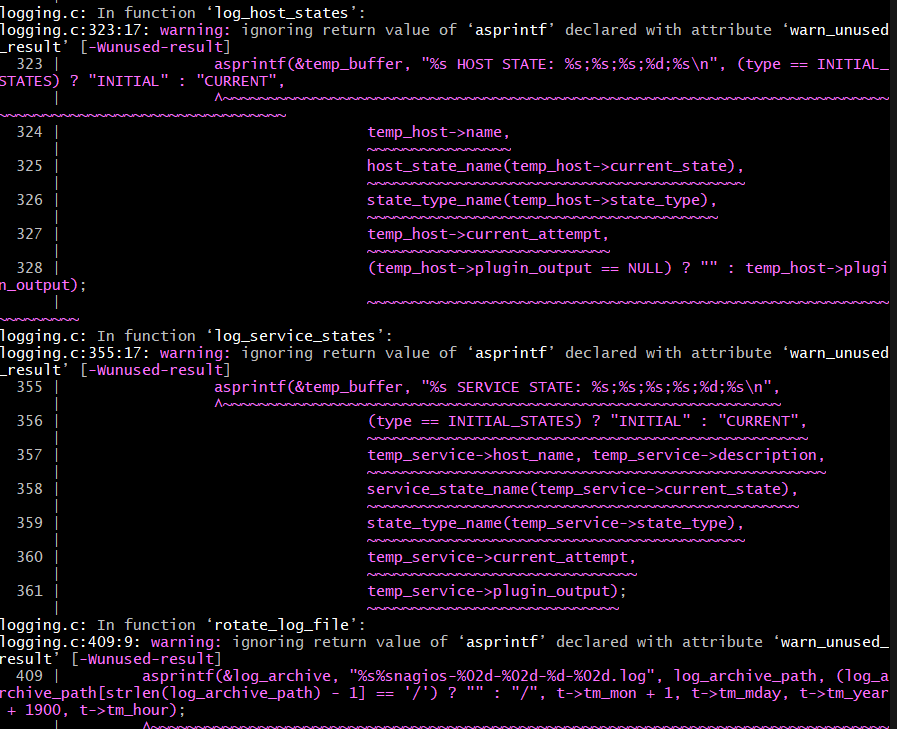 logging.c: In function ‘log_host_states’:
logging.c:323:17: warning: ignoring return value of ‘asprintf’ declared with attribute ‘warn_unused
_result’ [-Wunused-result]
323 | asprintf(&temp_buffer, "%s HOST STATE: %s;%s;%s;%d;%s\n", (type == INITIAL_
STATES) ? "INITIAL" : "CURRENT",
| ^~~~~~~~~~~~~~~~~~~~~~~~~~~~~~~~~~~~~~~~~~~~~~~~~~~~~~~~~~~~~~~~~~~~~~~~~~~
~~~~~~~~~~~~~~~~~~~~~~~~~~~~~~~~
324 | temp_host->name,
| ~~~~~~~~~~~~~~~~
325 | host_state_name(temp_host->current_state),
| ~~~~~~~~~~~~~~~~~~~~~~~~~~~~~~~~~~~~~~~~~~
326 | state_type_name(temp_host->state_type),
| ~~~~~~~~~~~~~~~~~~~~~~~~~~~~~~~~~~~~~~~
327 | temp_host->current_attempt,
| ~~~~~~~~~~~~~~~~~~~~~~~~~~~
328 | (temp_host->plugin_output == NULL) ? "" : temp_host->plugi
n_output);
| ~~~~~~~~~~~~~~~~~~~~~~~~~~~~~~~~~~~~~~~~~~~~~~~~~~~~~~~~~~
~~~~~~~~~
logging.c: In function ‘log_service_states’:
logging.c:355:17: warning: ignoring return value of ‘asprintf’ declared with attribute ‘warn_unused
_result’ [-Wunused-result]
355 | asprintf(&temp_buffer, "%s SERVICE STATE: %s;%s;%s;%s;%d;%s\n",
| ^~~~~~~~~~~~~~~~~~~~~~~~~~~~~~~~~~~~~~~~~~~~~~~~~~~~~~~~~~~~~~~
356 | (type == INITIAL_STATES) ? "INITIAL" : "CURRENT",
| ~~~~~~~~~~~~~~~~~~~~~~~~~~~~~~~~~~~~~~~~~~~~~~~~~
357 | temp_service->host_name, temp_service->description,
| ~~~~~~~~~~~~~~~~~~~~~~~~~~~~~~~~~~~~~~~~~~~~~~~~~~~
358 | service_state_name(temp_service->current_state),
| ~~~~~~~~~~~~~~~~~~~~~~~~~~~~~~~~~~~~~~~~~~~~~~~~
359 | state_type_name(temp_service->state_type),
| ~~~~~~~~~~~~~~~~~~~~~~~~~~~~~~~~~~~~~~~~~~
360 | temp_service->current_attempt,
| ~~~~~~~~~~~~~~~~~~~~~~~~~~~~~~
361 | temp_service->plugin_output);
| ~~~~~~~~~~~~~~~~~~~~~~~~~~~~
logging.c: In function ‘rotate_log_file’:
logging.c:409:9: warning: ignoring return value of ‘asprintf’ declared with attribute ‘warn_unused_
result’ [-Wunused-result]
409 | asprintf(&log_archive, "%s%snagios-%02d-%02d-%d-%02d.log", log_archive_path, (log_a
rchive_path[strlen(log_archive_path) - 1] == '/') ? "" : "/", t->tm_mon + 1, t->tm_mday, t->tm_year
+ 1900, t->tm_hour);
| ^~~~~~~~~~~~~~~~~~~~~~~~~~~~~~~~~~~~~~~~~~~~~~~~~~~~~~~~~~~~~~~~~~~~~~~~~~~~~~~~~~~